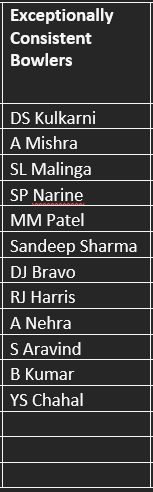 Exceptionally
Consistent
Bowlers
DS Kulkarni
A Mishra
SL Malinga
SP Narine
MM Patel
Sandeep Sharma
DJ Bravo
RJ Harris
A Nehra
S Aravind
B Kumar
YS Chahal